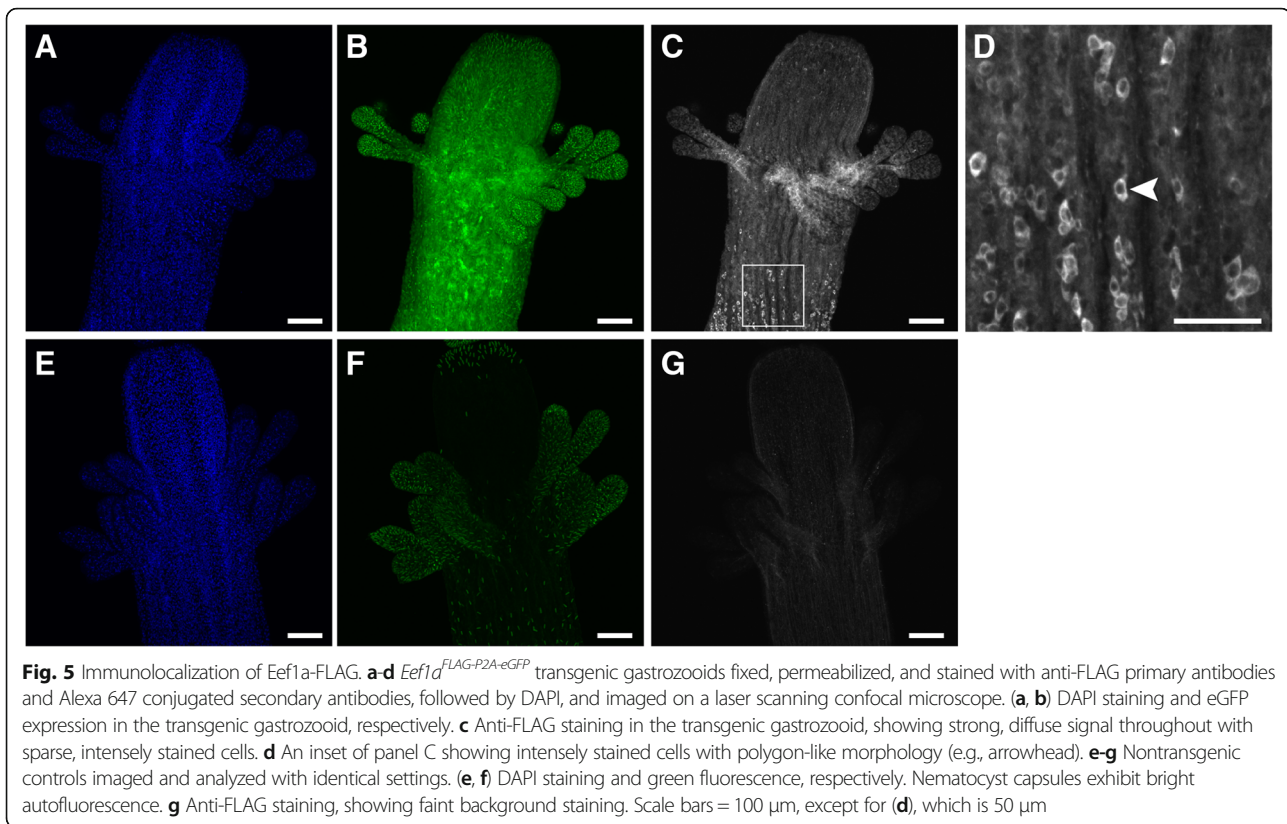 A
B
C
D
E
F
G
Fig. 5 Immunolocalization of Eef1a-FLAG. a-d Eef1a^FLAG-P2A-eGFP transgenic gastrozooids fixed, permeabilized, and stained with anti-FLAG primary antibodies
and Alexa 647 conjugated secondary antibodies, followed by DAPI, and imaged on a laser scanning confocal microscope. (a, b) DAPI staining and eGFP
expression in the transgenic gastrozooid, respectively. c Anti-FLAG staining in the transgenic gastrozooid, showing strong, diffuse signal throughout with
sparse, intensely stained cells. d An inset of panel C showing intensely stained cells with polygon-like morphology (e.g., arrowhead). e-g Nontransgenic
controls imaged and analyzed with identical settings. (e, f) DAPI staining and green fluorescence, respectively. Nematocyst capsules exhibit bright
autofluorescence. g Anti-FLAG staining, showing faint background staining. Scale bars = 100 μm, except for (d), which is 50 μm